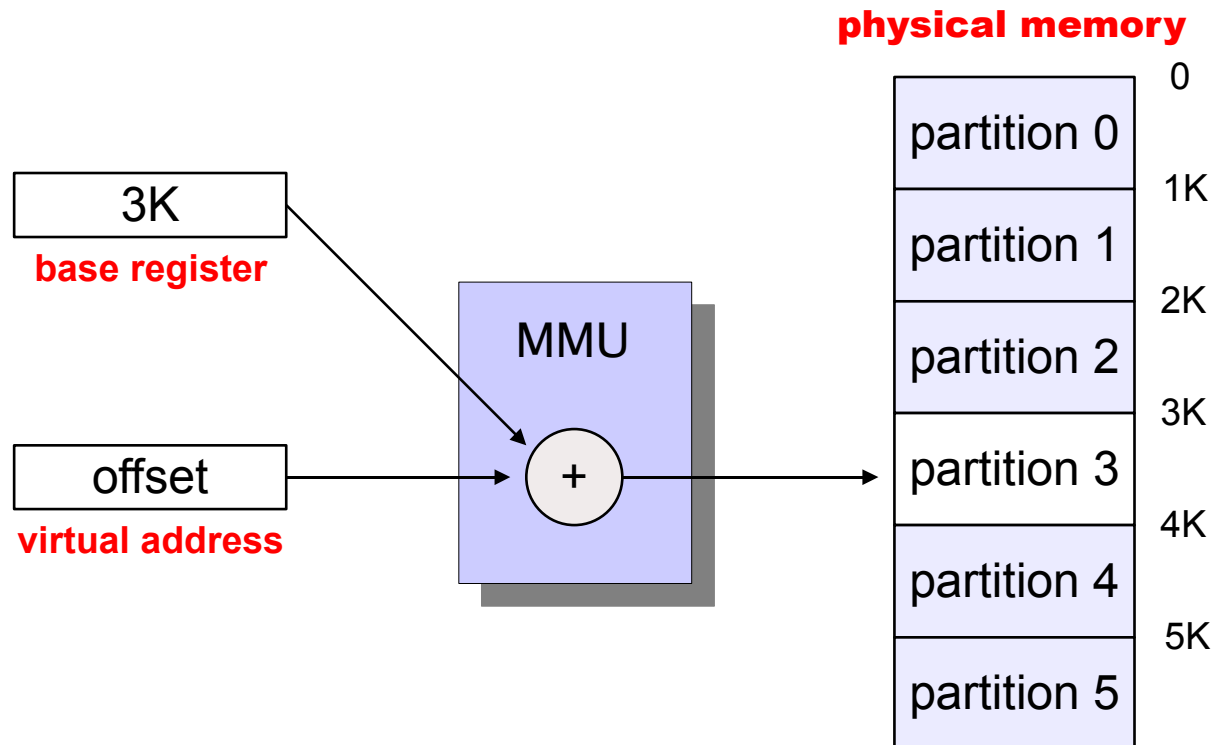 physical memory
0
partition 0
1K
3K
base register
partition 1
2K
MMU
partition 2
3K
offset
virtual address
+
partition 3
4K
partition 4
5K
partition 5